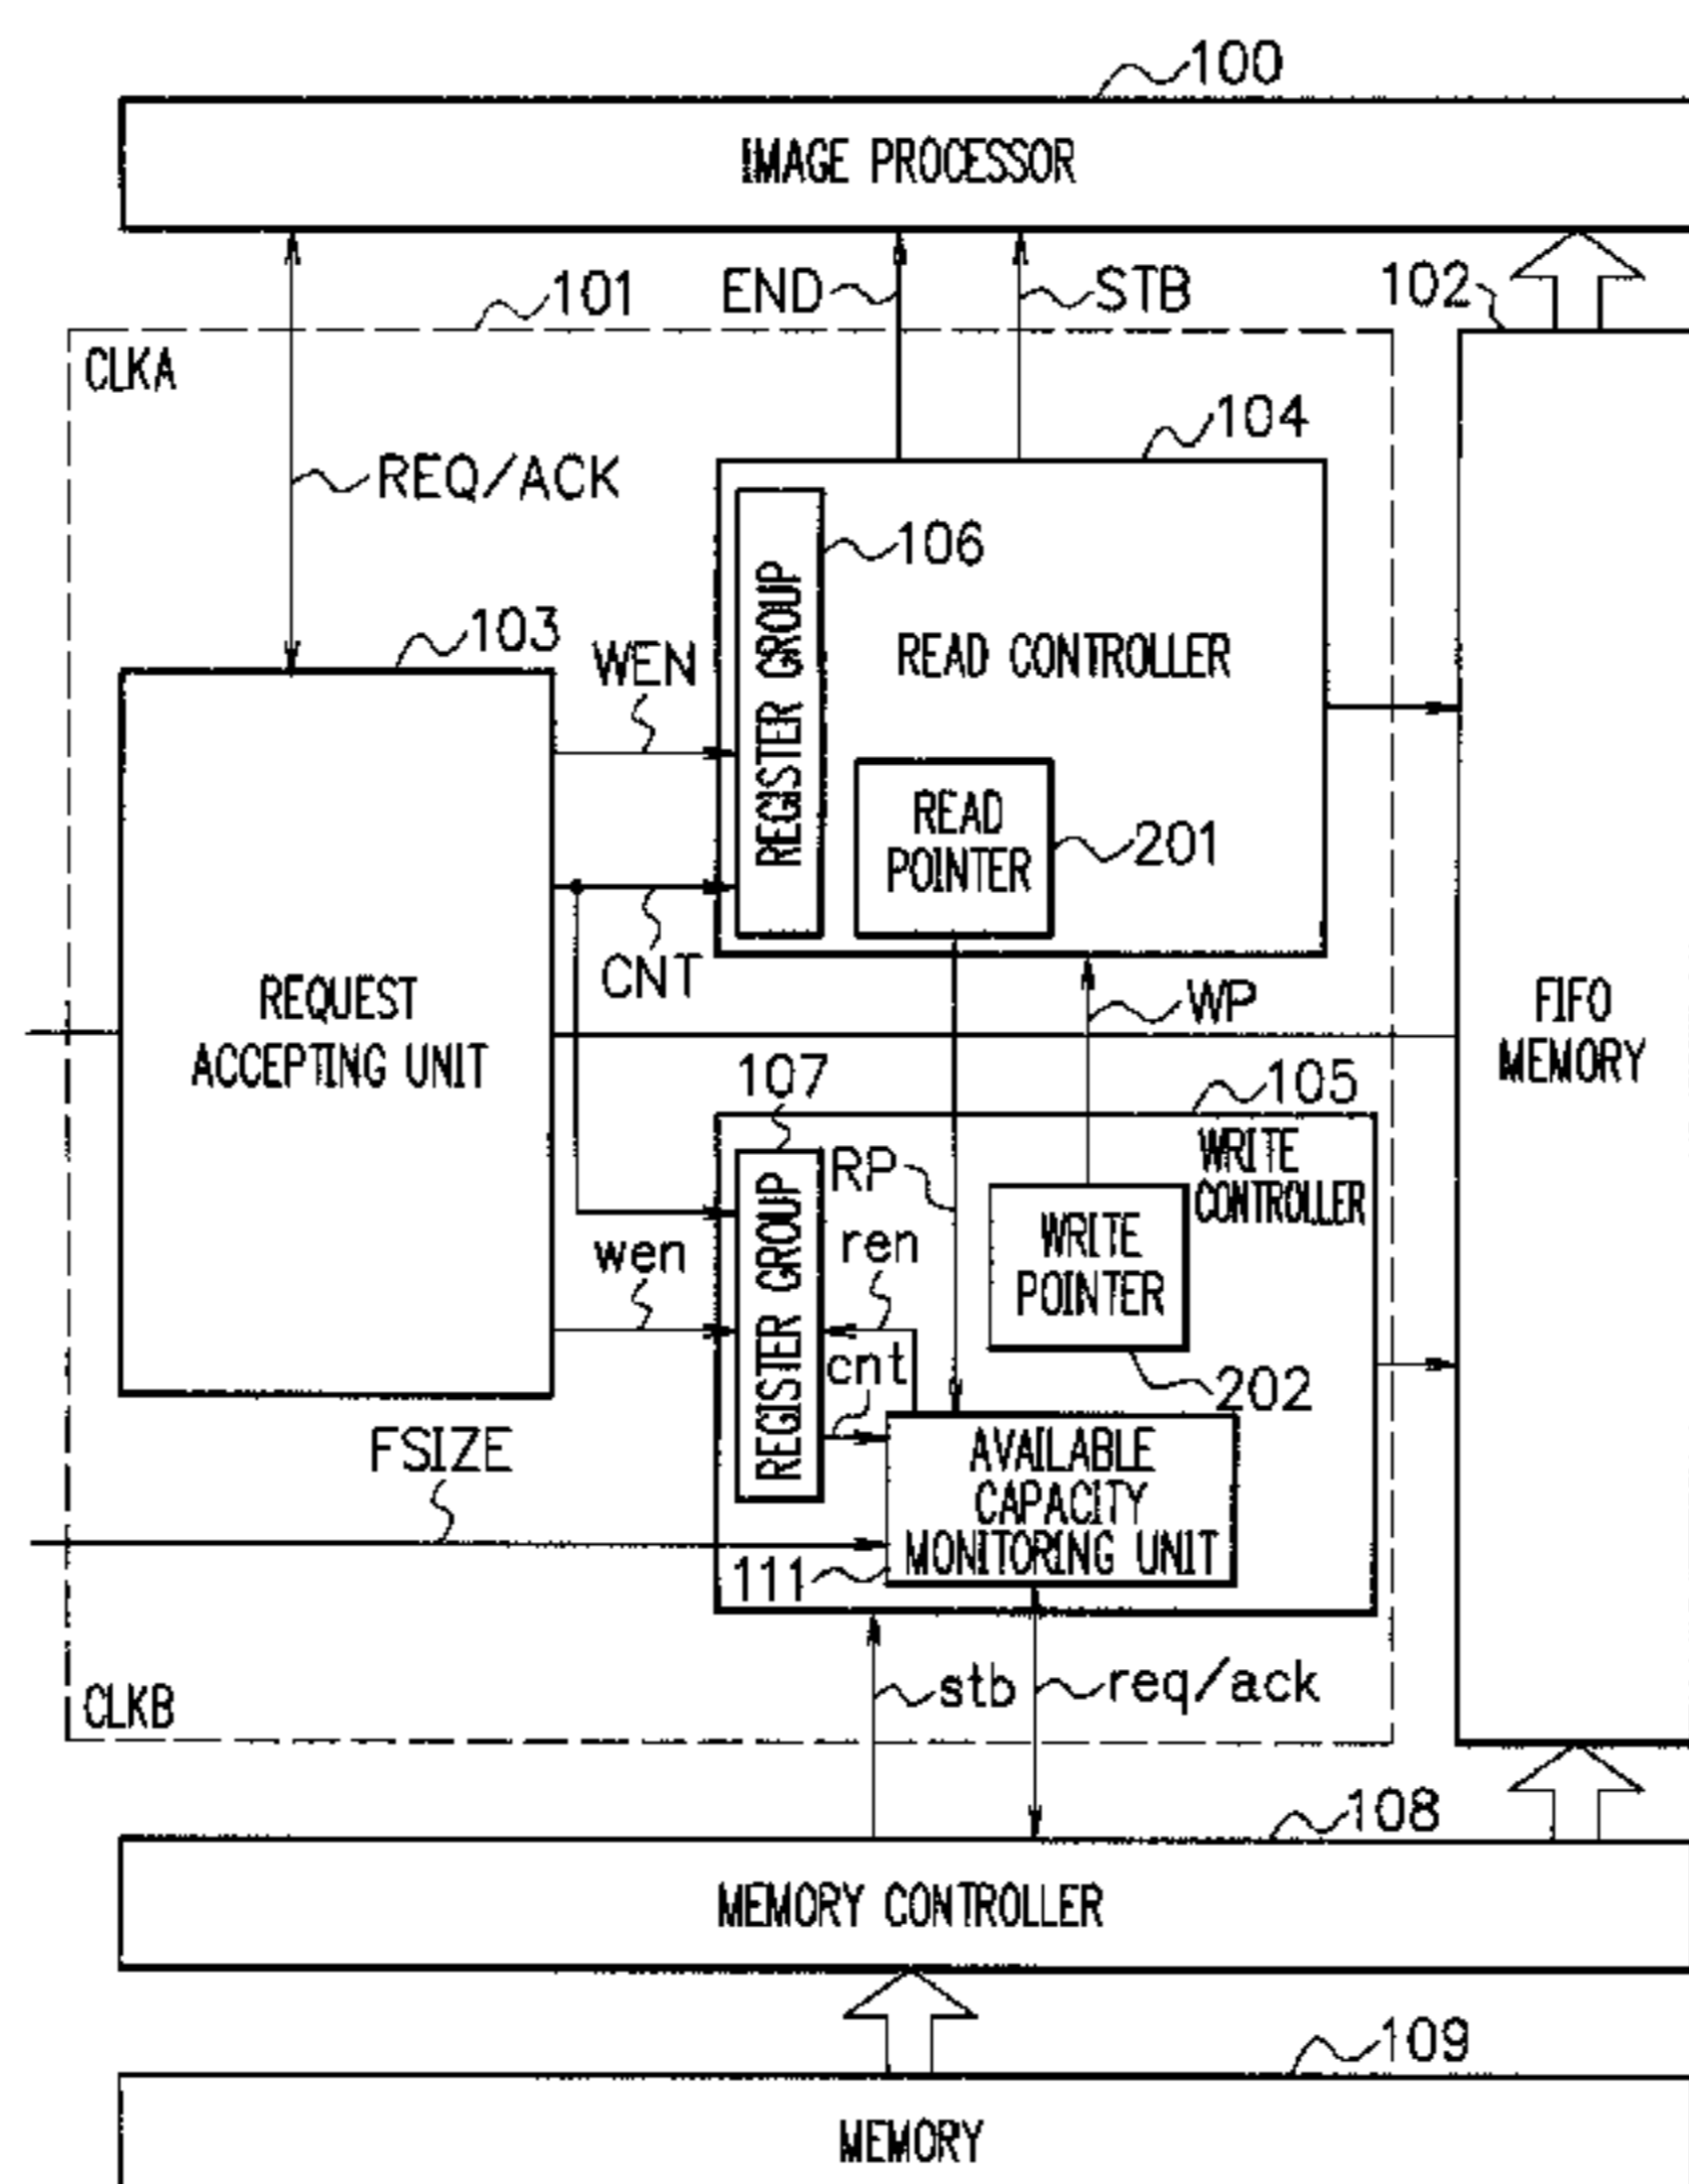 100
IMAGE PROCESSOR
101
END
STB
102
CLKA
104
REQ/ACK
106
103
WEN
REGISTER GROUP
READ CONTROLLER
READ
POINTER
201
CNT
REQUEST
ACCEPTING UNIT
WP
FIFO
MEMORY
107
105
RP
WRITE
CONTROLLER
REGISTER GROUP
wen
ren
WRITE
POINTER
cnt
202
FSIZE
AVAILABLE
CAPACITY
MONITORING UNIT
111
stb
req/ack
CLKB
108
MEMORY CONTROLLER
109
MEMORY